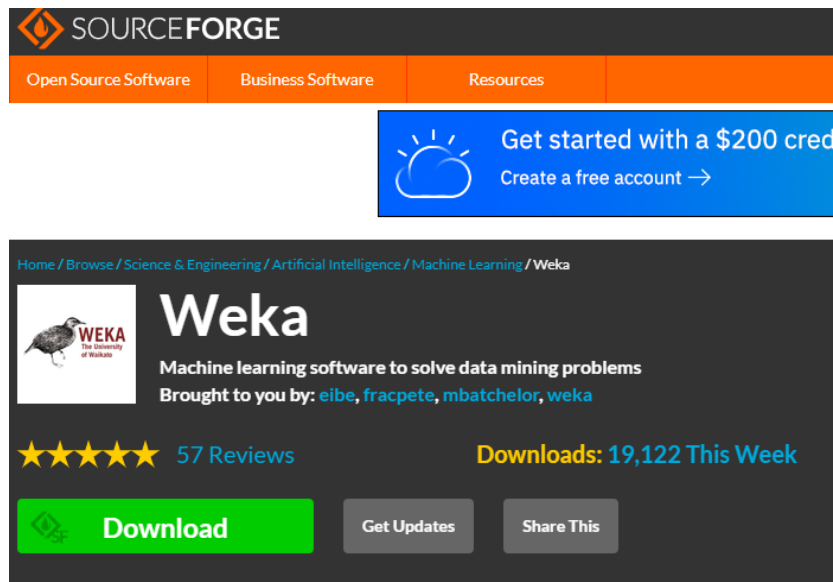 SOURCEFORGE
Open Source Software Business Software Resources
Get started with a $200 cred
Create a free account →
Home / Browse / Science & Engineering / Artificial Intelligence / Machine Learning / Weka
WEKA
The University
of Waikato
Weka
Machine learning software to solve data mining problems
Brought to you by: eibe, fracpete, mbatchelor, weka
57 Reviews Downloads: 19,122 This Week
SF Download Get Updates Share This